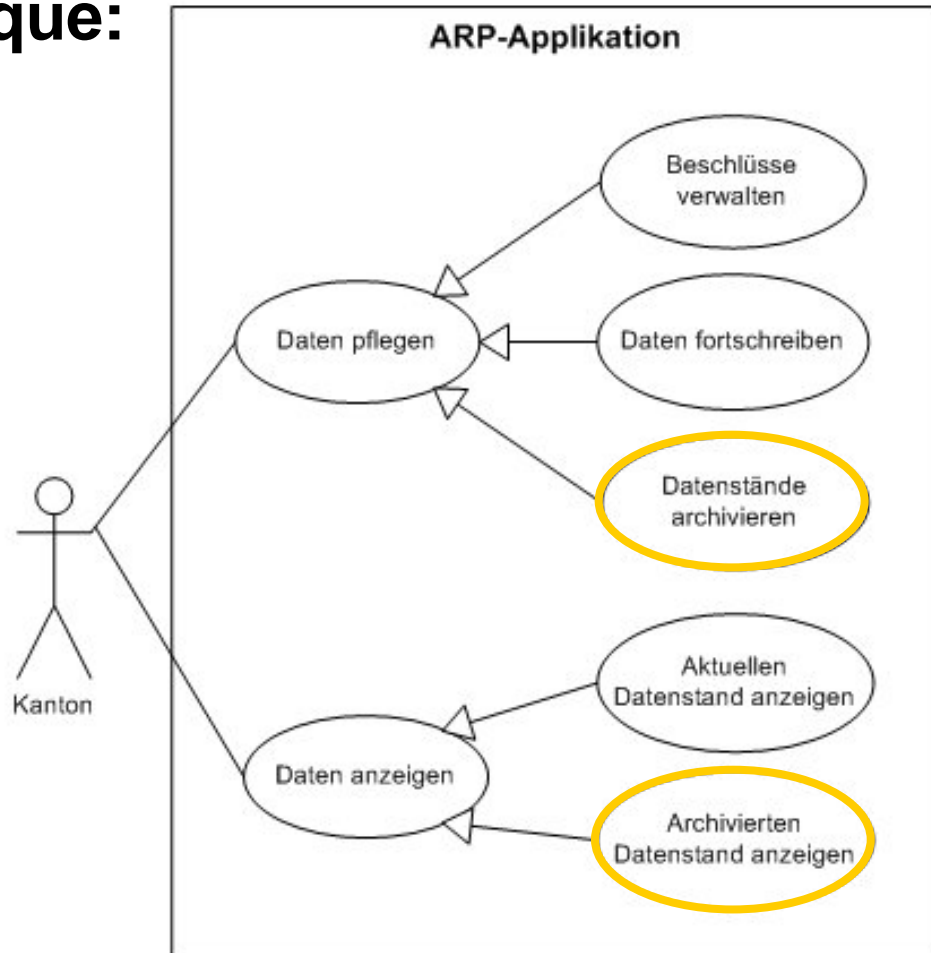 que:
ARP-Applikation
Beschlüsse
verwalten
Daten pflegen
Daten fortschreiben
Datenstände
archivieren
Kanton
Aktuellen
Datenstand anzeigen
Daten anzeigen
Archivierten
Datenstand anzeigen